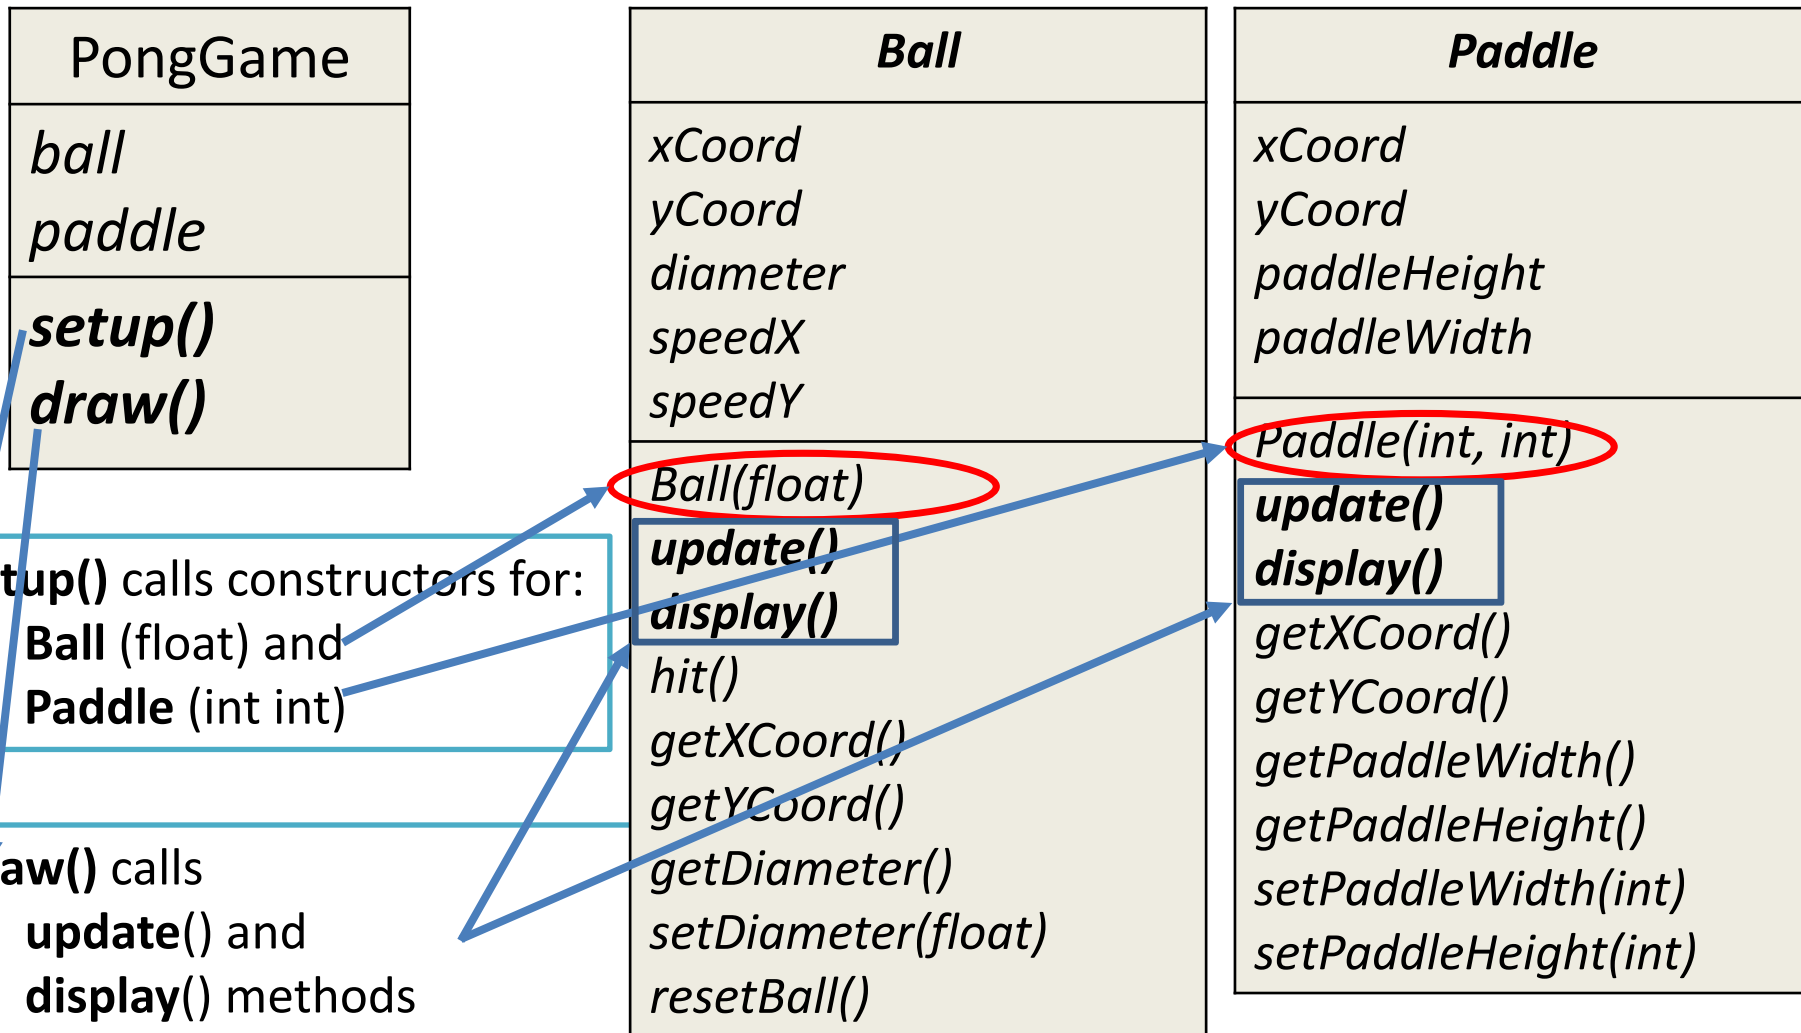 PongGame
ball
paddle
setup()
draw()
tup() calls constructors for:
Ball (float) and
Paddle (int int)
aw() calls
update() and
display() methods
Ball
xCoord
yCoord
diameter
speedX
speedY
Ball(float)
update()
display()
hit()
getXCoord()
getYCoord()
getDiameter()
setDiameter(float)
resetBall()
Paddle
xCoord
yCoord
paddleHeight
paddleWidth
Paddle(int, int)
update()
display()
getXCoord()
getYCoord()
getPaddleWidth()
getPaddleHeight()
setPaddleWidth(int)
setPaddleHeight(int)